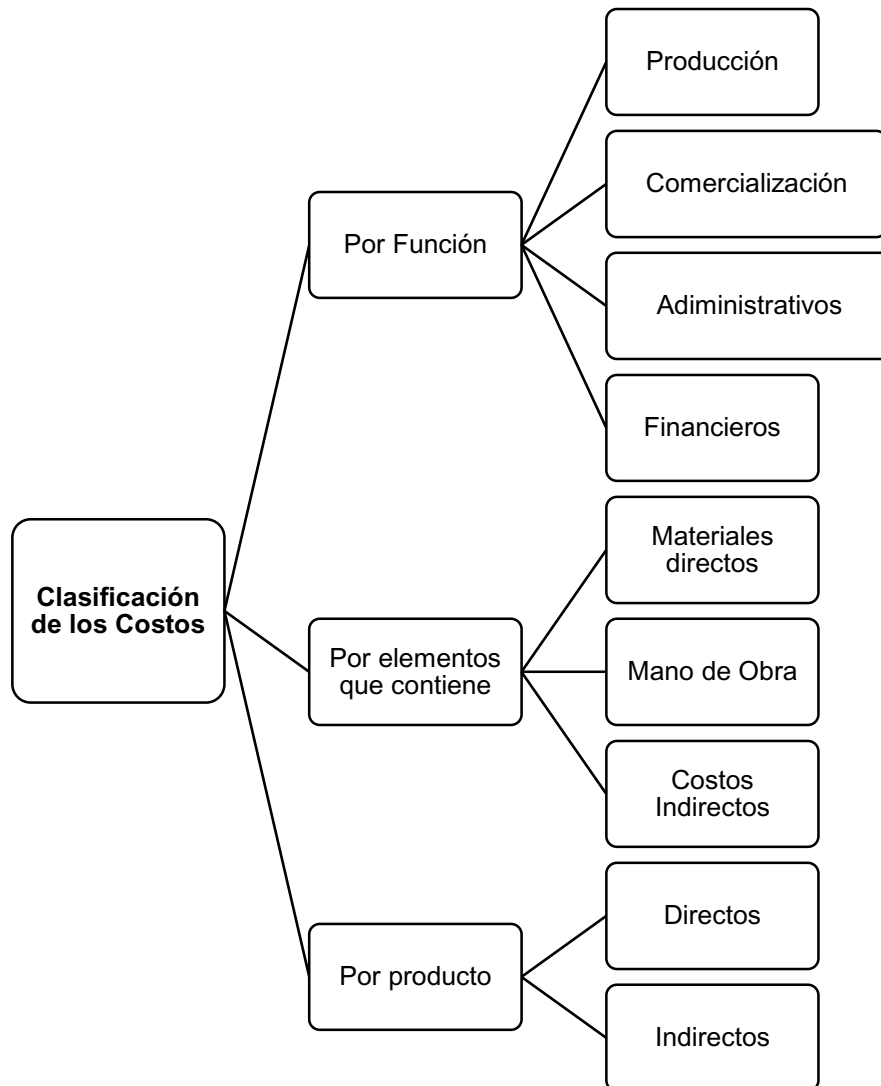 Clasificación
de los Costos
Por Función
Producción
Comercialización
Adiministrativos
Financieros
Por elementos
que contiene
Materiales
directos
Mano de Obra
Costos
Indirectos
Por producto
Directos
Indirectos